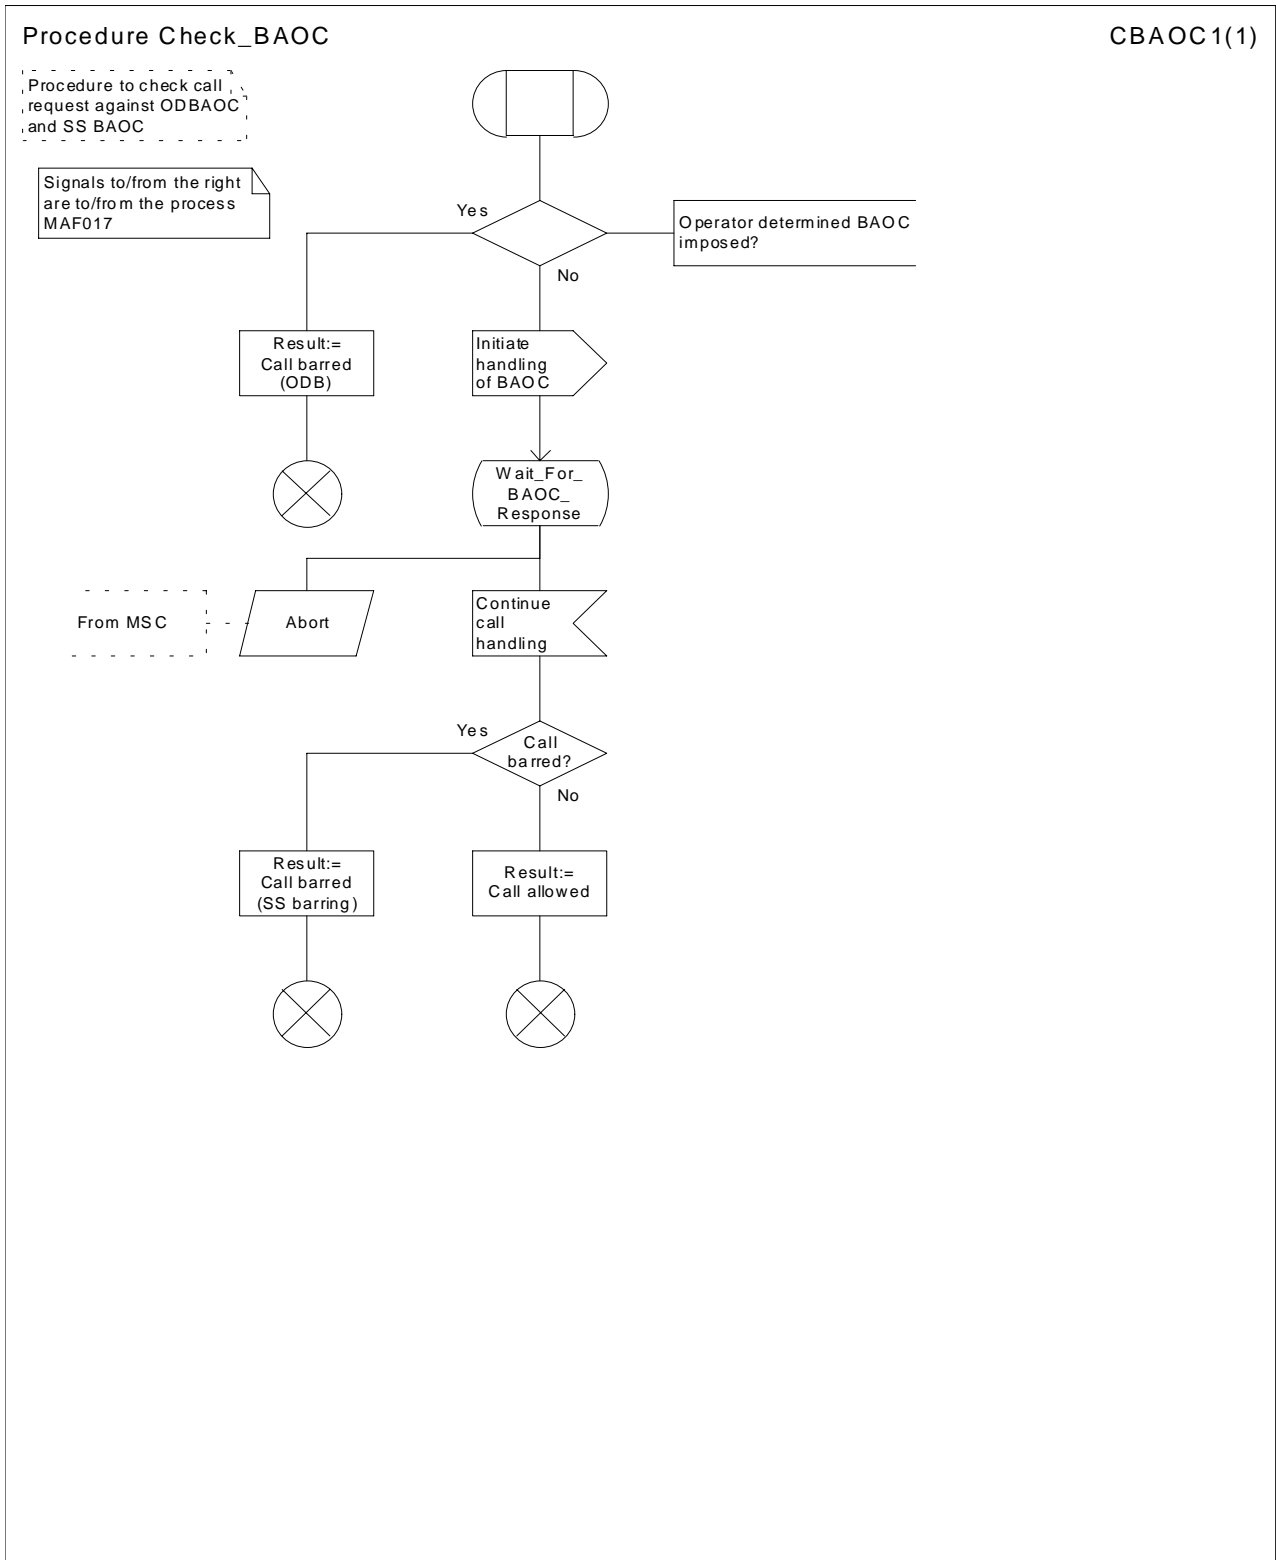 Procedure Check_BAOC
CBAOC1(1)
Procedure to check call
request against ODBAOC
and SS BAOC
Signals to/from the right
are to/from the process
MAF017
Yes
Operator determined BAOC
imposed?
No
Result:=
Call barred
(ODB)
Initiate
handling
of BAOC
Wait_For_
BAOC_
Response
From MSC
Abort
Continue
call
handling
Yes
Call
barred?
No
Result:=
Call barred
(SS barring)
Result:=
Call allowed